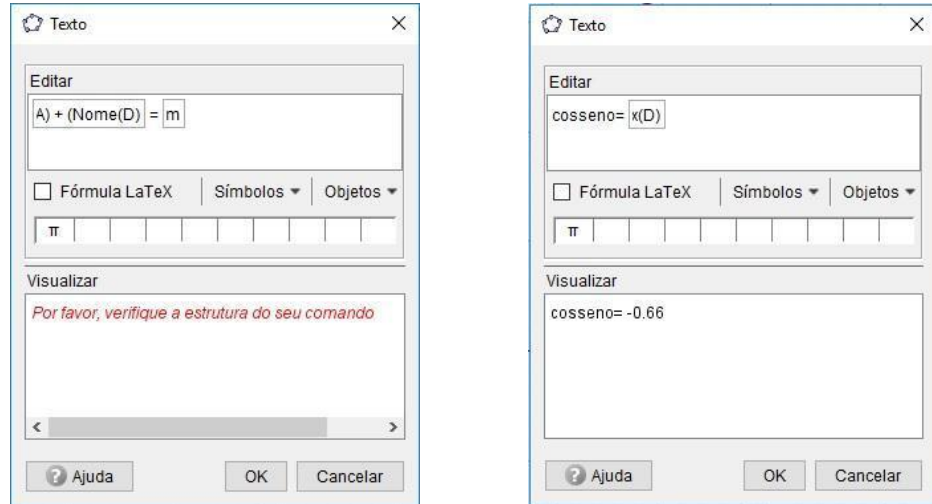 Texto
Editar
A) + (Nome(D) = m
Fórmula LaTeX Símbolos Objetos
π
Visualizar
Por favor, verifique a estrutura do seu comando
Ajuda OK Cancelar
Texto
Editar
cosseno= x(D)
Fórmula LaTeX Símbolos Objetos
π
Visualizar
cosseno= -0.66
Ajuda OK Cancelar